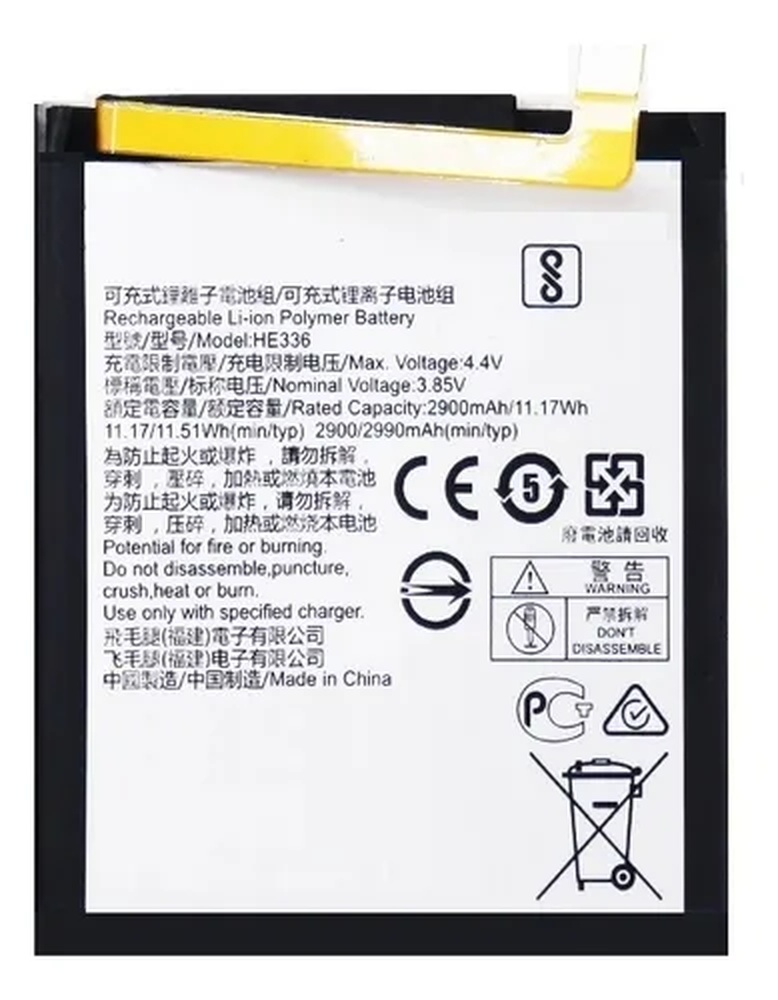 可充式鋰離子電池組/可充式锂离子电池组
Rechargeable Li-ion Polymer Battery
型號/型号/Model:HE336
充電限制電壓/充电限制电压/Max. Voltage:4.4V
標稱電壓/标称电压/Nominal Voltage:3.85V
額定電容量/额定容量/Rated Capacity:2900mAh/11.17Wh
11.17/11.51Wh(min/typ) 2900/2990mAh(min/typ)
為防止起火或爆炸，請勿拆解，
穿刺，壓碎，加熱或燃燒本電池
为防止起火或爆炸，请勿拆解，
穿刺，压碎，加热或燃烧本电池
Potential for fire or burning.
Do not disassemble,puncture,
crush,heat or burn.
Use only with specified charger.
飛毛腿(福建)電子有限公司
飞毛腿(福建)电子有限公司
中國製造/中国制造/Made in China
CE
5
廢電池請回收
警告
WARNING
严禁拆解
DON'T
DISASSEMBLE
PCT